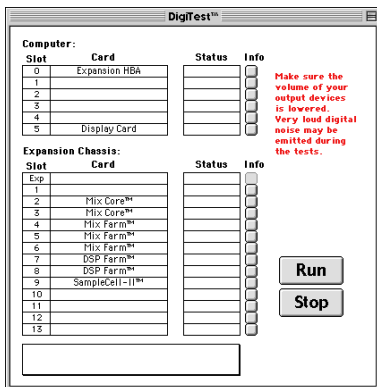 DigiTest™
Computer:
Slot Card Status Info
0 Expansion HBA
1
2
3
4
5 Display Card
Make sure the
volume of your
output devices
is lowered.
Very loud digital
noise may be
emitted during
the tests.
Expansion Chassis:
Slot Card Status Info
Exp
1
2 Mix Core™
3 Mix Core™
4 Mix Farm™
5 Mix Farm™
6 Mix Farm™
7 DSP Farm™
8 DSP Farm™
9 SampleCell-II™
10
11
12
13
Run
Stop